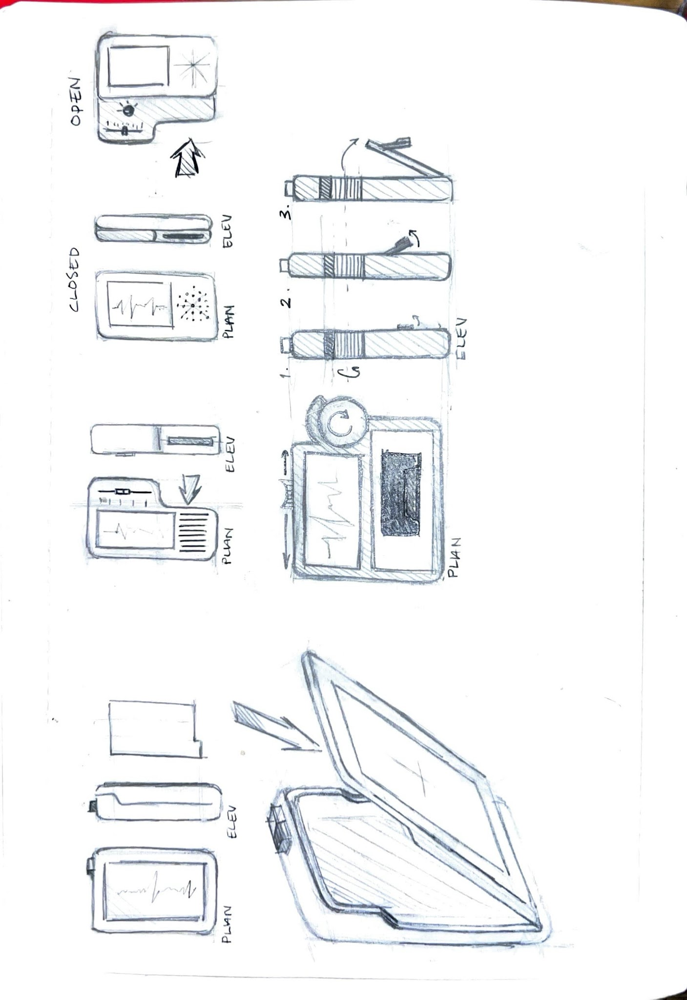 CLOSED
OPEN
PLAN
ELEV
PLAN
ELEV
PLAN
ELEV
1.
2.
3.
PLAN
ELEV